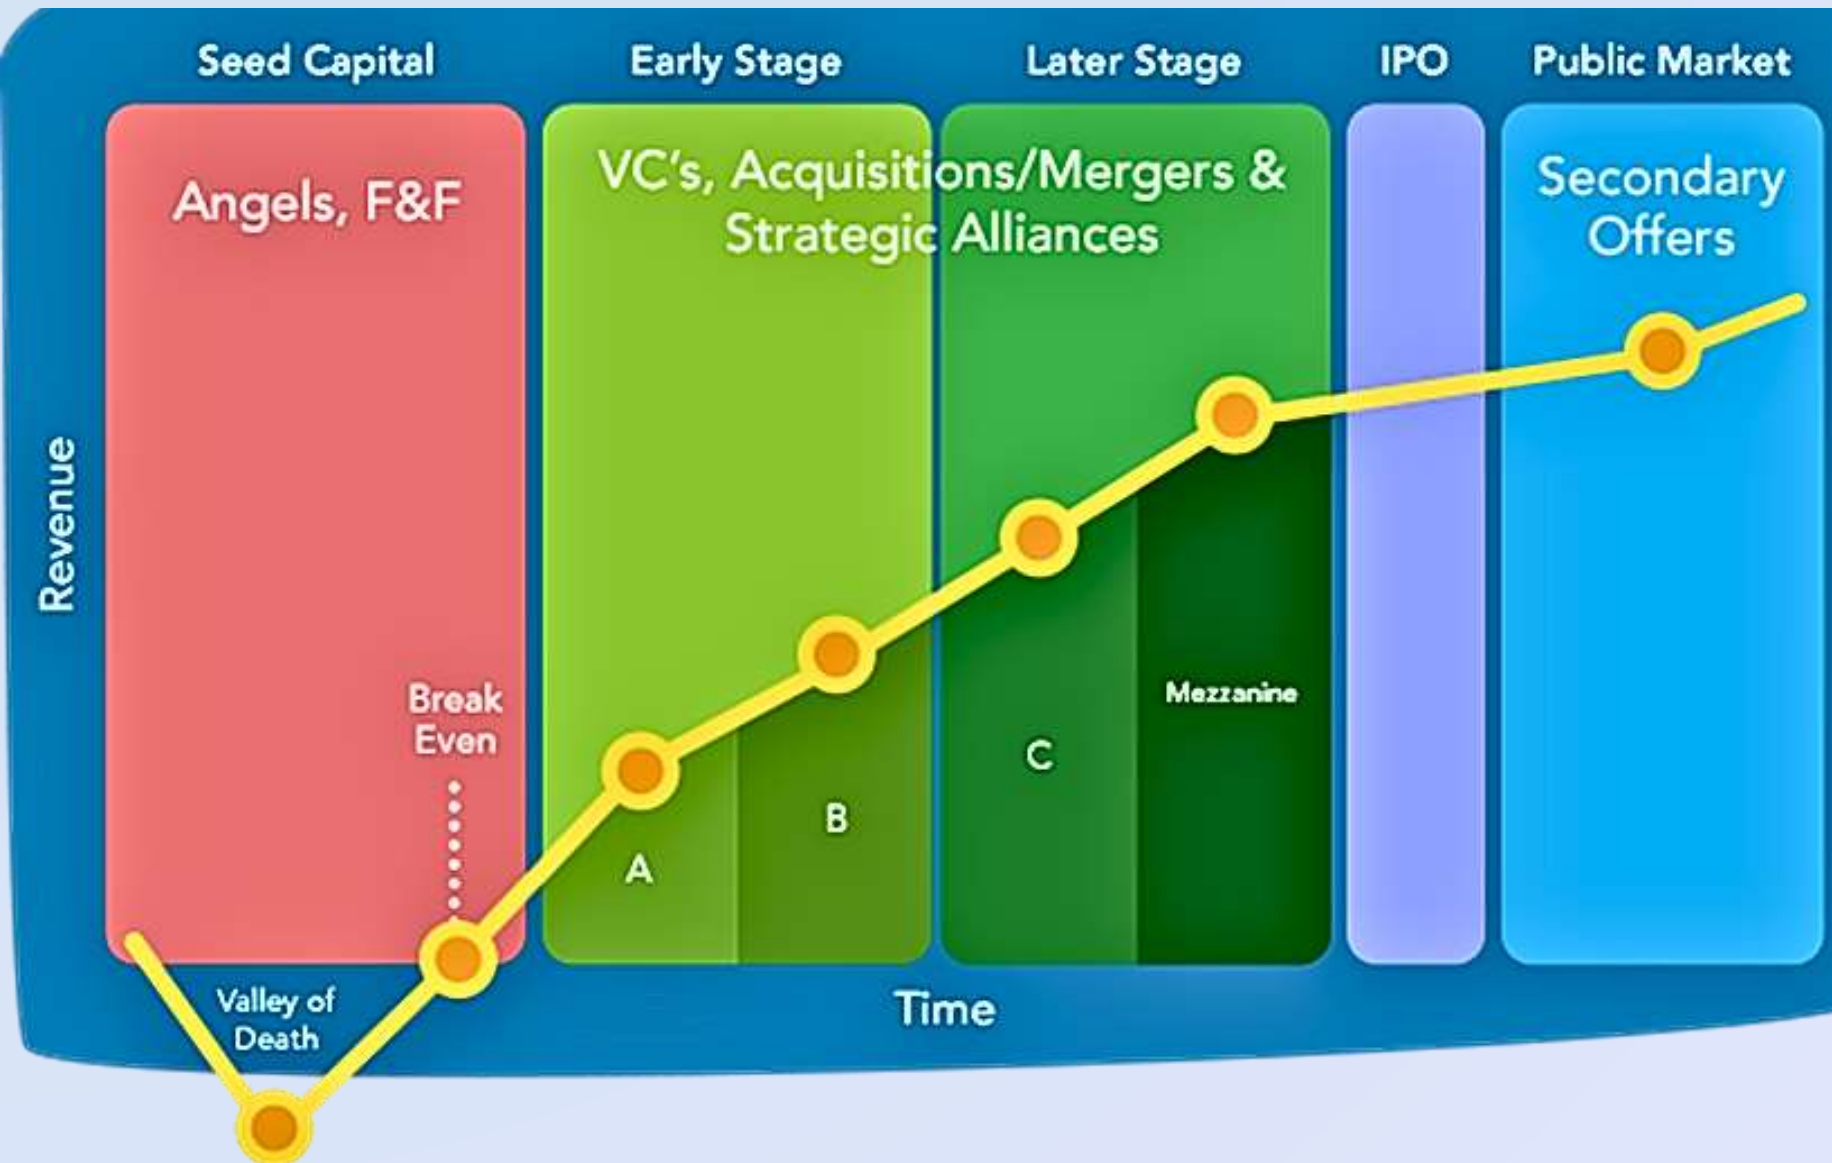 Seed Capital
Early Stage
Later Stage
IPO
Public Market
Angels, F&F
VC's, Acquisitions/Mergers &
Strategic Alliances
Secondary
Offers
Revenue
Break
Even
A
B
C
Mezzanine
Valley of
Death
Time